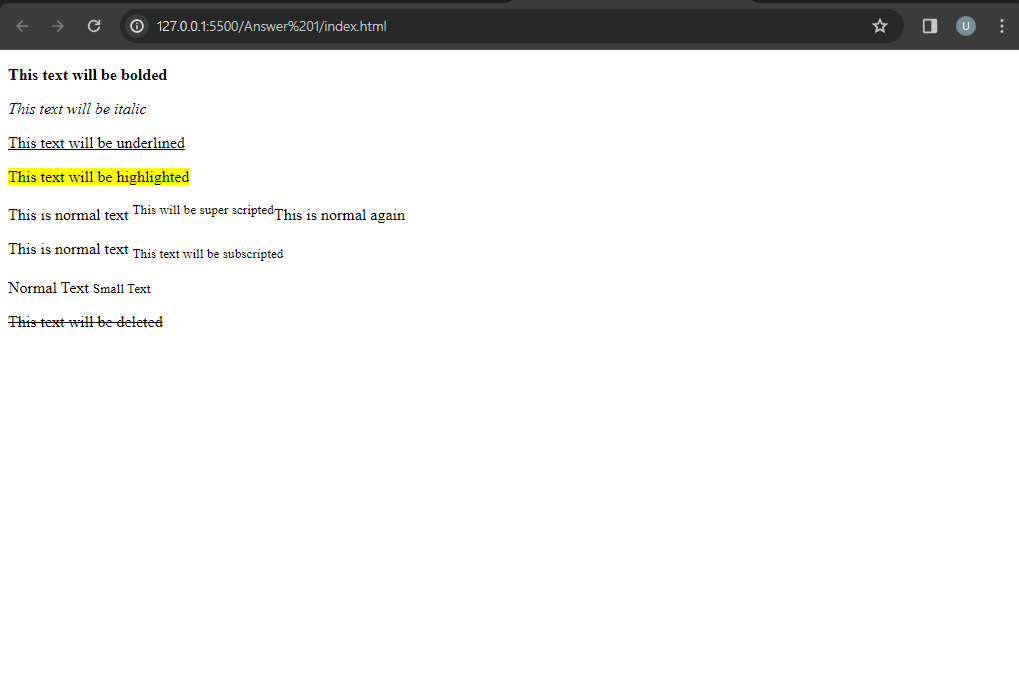 127.0.0.1:5500/Answer%201/index.html
U
This text will be bolded
This text will be italic
This text will be underlined
This text will be highlighted
This is normal text This will be super scriptedThis is normal again
This is normal text This text will be subscripted
Normal Text Small Text
This text will be deleted